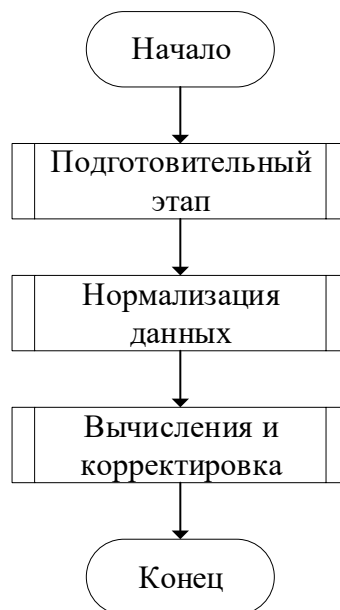 Начало
Подготовительный
этап
Нормализация
данных
Вычисления и
корректировка
Конец